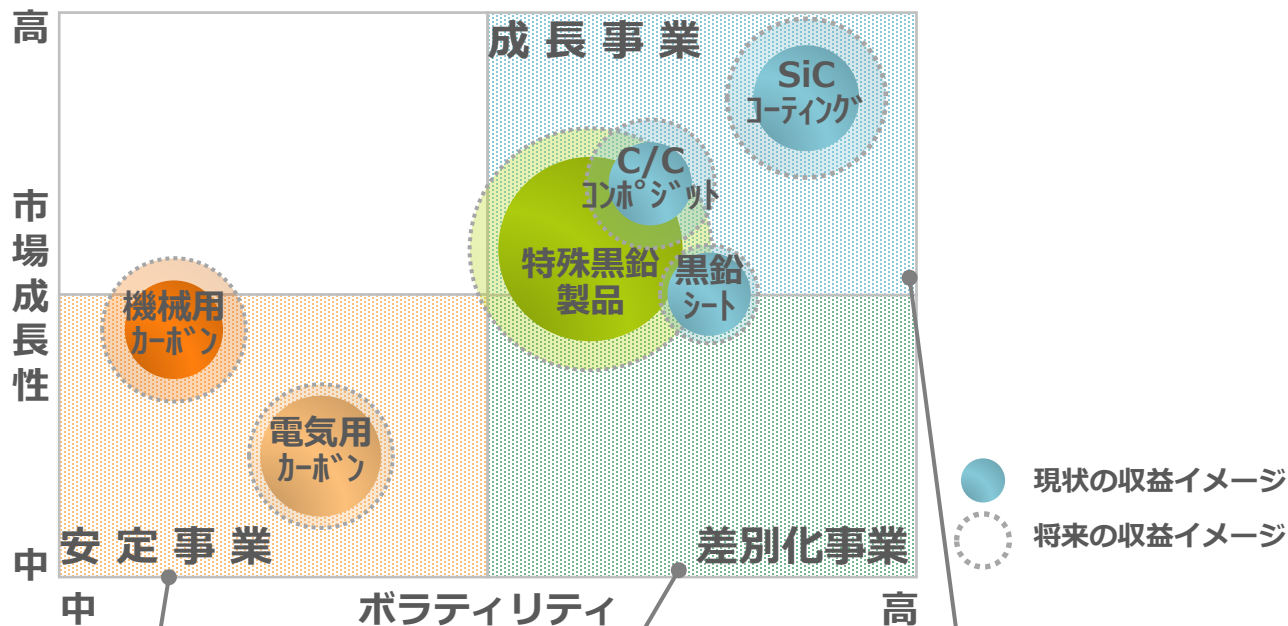 高
成長事業
SiC
ｺｰﾃｨﾝｸﾞ
C/C
ｺﾝﾎﾟｼﾞｯﾄ
市場成長性
特殊黒鉛
製品
黒鉛
ｼｰﾄ
機械用
ｶｰﾎﾞﾝ
電気用
ｶｰﾎﾞﾝ
現状の収益イメージ
将来の収益イメージ
安定事業
差別化事業
中
中
ボラティリティ
高